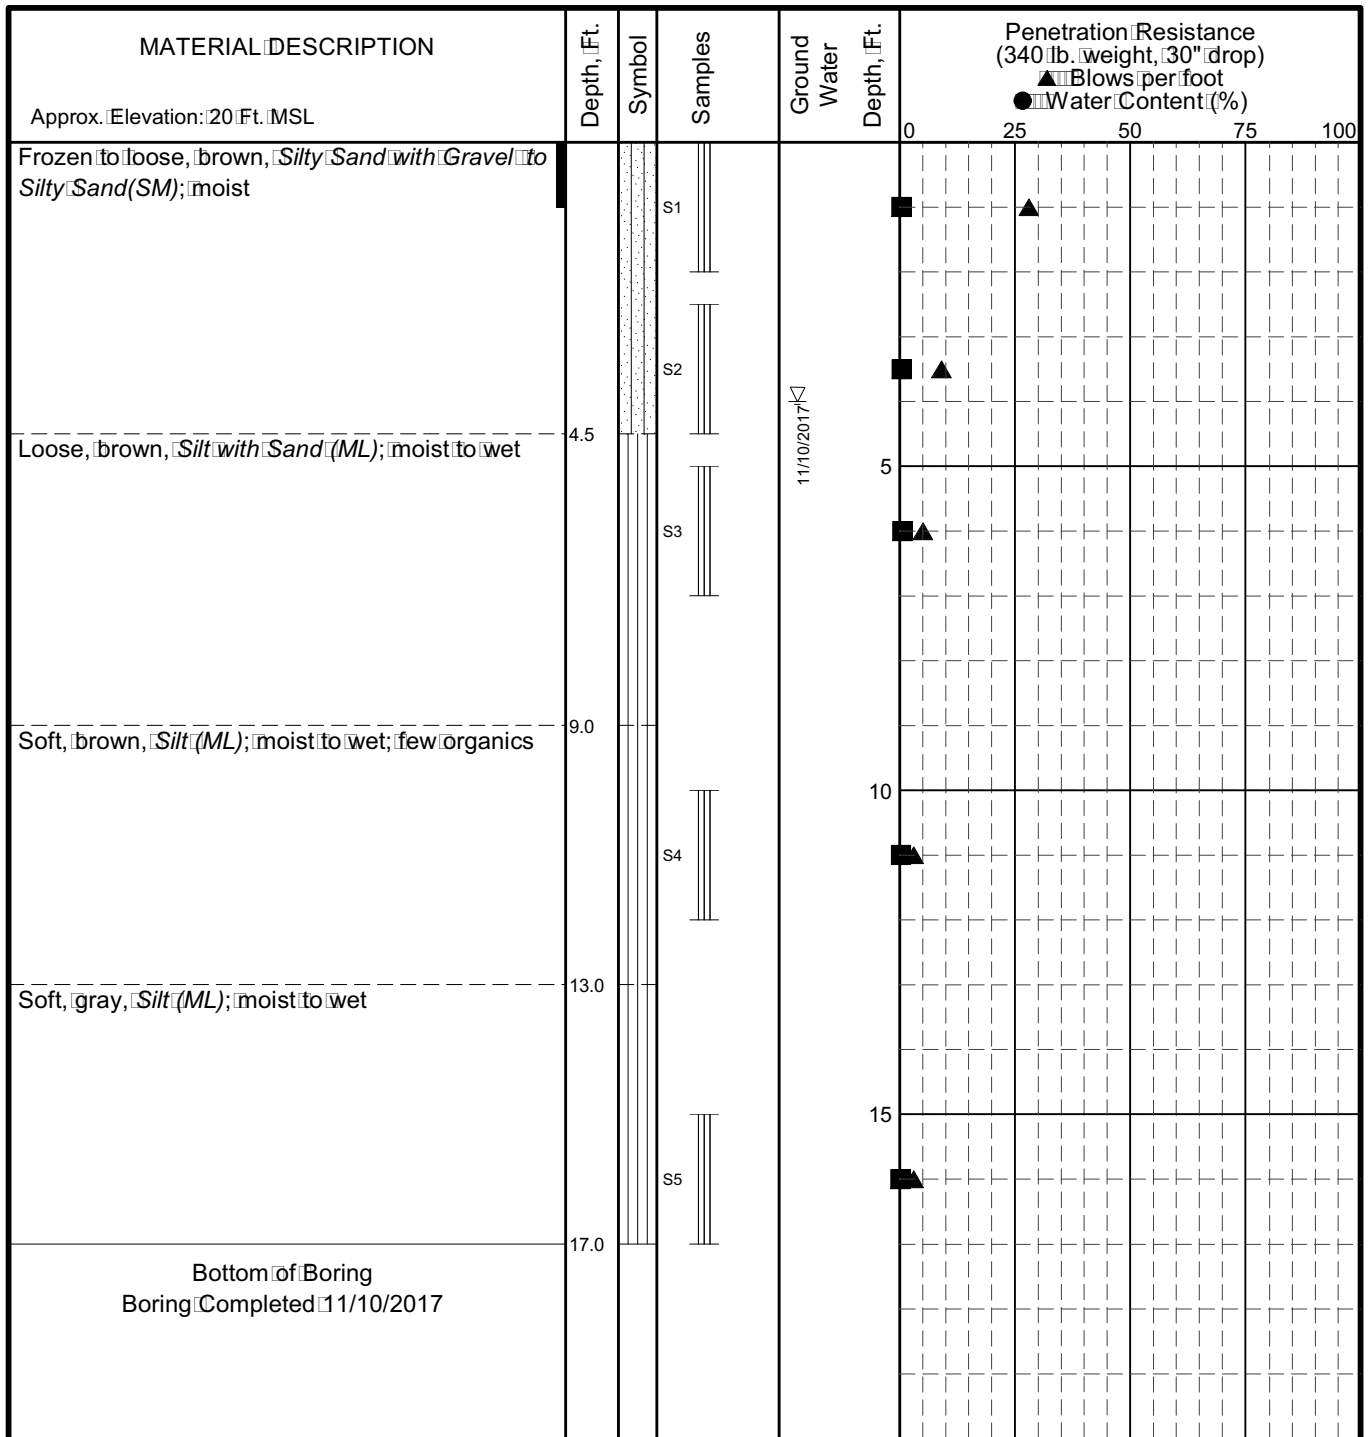 MATERIAL DESCRIPTION
Approx. Elevation: 20 Ft. MSL
Depth, Ft.
Symbol
Samples
Ground
Water
Depth, Ft.
Penetration Resistance
(340 lb. weight, 30" drop)
▲ Blows per foot
● Water Content (%)
0 25 50 75 100
Frozen to loose, brown, Silty Sand with Gravel to
Silty Sand(SM); moist
S1
S2
11/10/2017
4.5
Loose, brown, Silt with Sand (ML); moist to wet
5
S3
9.0
Soft, brown, Silt (ML); moist to wet; few organics
10
S4
13.0
Soft, gray, Silt (ML); moist to wet
15
S5
17.0
Bottom of Boring
Boring Completed 11/10/2017